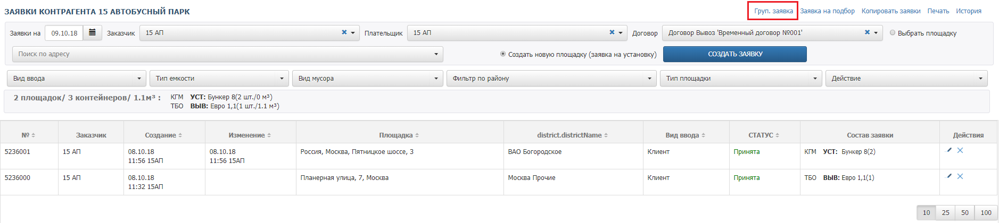 ЗАЯВКИ КОНТРАГЕНТА 15 АВТОБУСНЫЙ ПАРК
Груп. заявка Заявка на подбор Копировать заявки Печать История
Заявки на 09.10.18 Заказчик 15 АП Плательщик 15 АП Договор Договор Вывоз 'Временный договор №001' Выбрать площадку
Поиск по адресу Создать новую площадку (заявка на установку) СОЗДАТЬ ЗАЯВКУ
Вид ввода Тип емкости Вид мусора Фильтр по району Тип площадки Действие
2 площадок/ 3 контейнеров/ 1.1м³ : КГМ УСТ: Бункер 8(2 шт./0 м³)
ТБО ВЫВ: Евро 1,1(1 шт./1.1 м³)
№ Заказчик Создание Изменение Площадка district.districtName Вид ввода СТАТУС Состав заявки Действия
5236001 15 АП 08.10.18 08.10.18 Россия, Москва, Пятницкое шоссе, 3 ВАО Богородское Клиент Принята КГМ УСТ: Бункер 8(2)
11:56 15АП 11:56 15АП
5236000 15 АП 08.10.18 Планерная улица, 7, Москва Москва Прочие Клиент Принята ТБО ВЫВ: Евро 1,1(1)
11:32 15АП
10 25 50 100